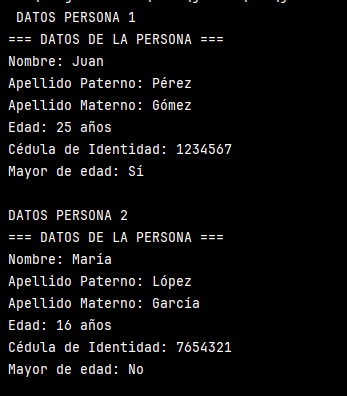 DATOS PERSONA 1
=== DATOS DE LA PERSONA ===
Nombre: Juan
Apellido Paterno: Pérez
Apellido Materno: Gómez
Edad: 25 años
Cédula de Identidad: 1234567
Mayor de edad: Sí
DATOS PERSONA 2
=== DATOS DE LA PERSONA ===
Nombre: María
Apellido Paterno: López
Apellido Materno: García
Edad: 16 años
Cédula de Identidad: 7654321
Mayor de edad: No